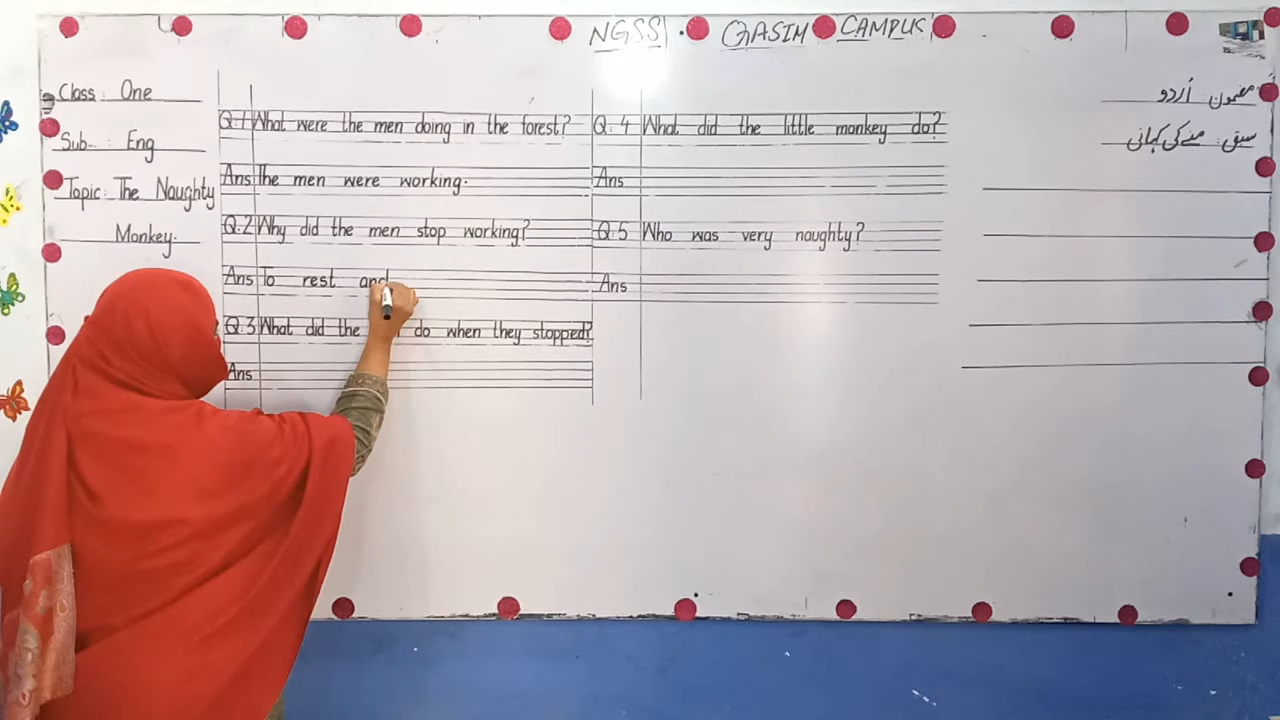 NGSS. QASIM CAMPUS
Class: One
Sub: Eng
Topic: The Naughty
Monkey.
Q.1 What were the men doing in the forest?
Ans The men were working.
Q.2 Why did the men stop working?
Ans To rest and
Q.3 What did the do when they stopped?
Ans
Q.4 What did the little monkey do?
Ans
Q.5 Who was very naughty?
Ans
مضمون: اُردو
سبق: کی کہانی